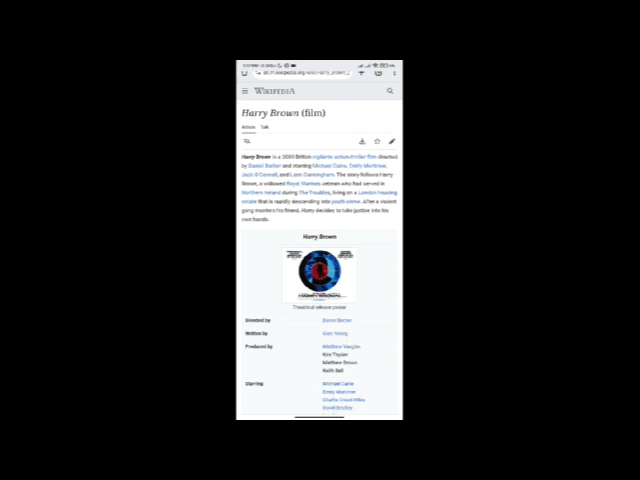 WIKIPEDIA
Harry Brown (film)
Article Talk
Harry Brown is a 2009 British vigilante action-thriller film directed
by Daniel Barber and starring Michael Caine, Emily Mortimer,
Jack O'Connell, and Liam Cunningham. The story follows Harry
Brown, a widowed Royal Marines veteran who had served in
Northern Ireland during The Troubles, living on a London housing
estate that is rapidly descending into youth crime. After a violent
gang murders his friend, Harry decides to take justice into his
own hands.
Harry Brown
Theatrical release poster
Directed by Daniel Barber
Written by Gary Young
Produced by Matthew Vaughn
Kris Thykier
Matthew Brown
Keith Bell
Starring Michael Caine
Emily Mortimer
Charlie Creed-Miles
David Bradley